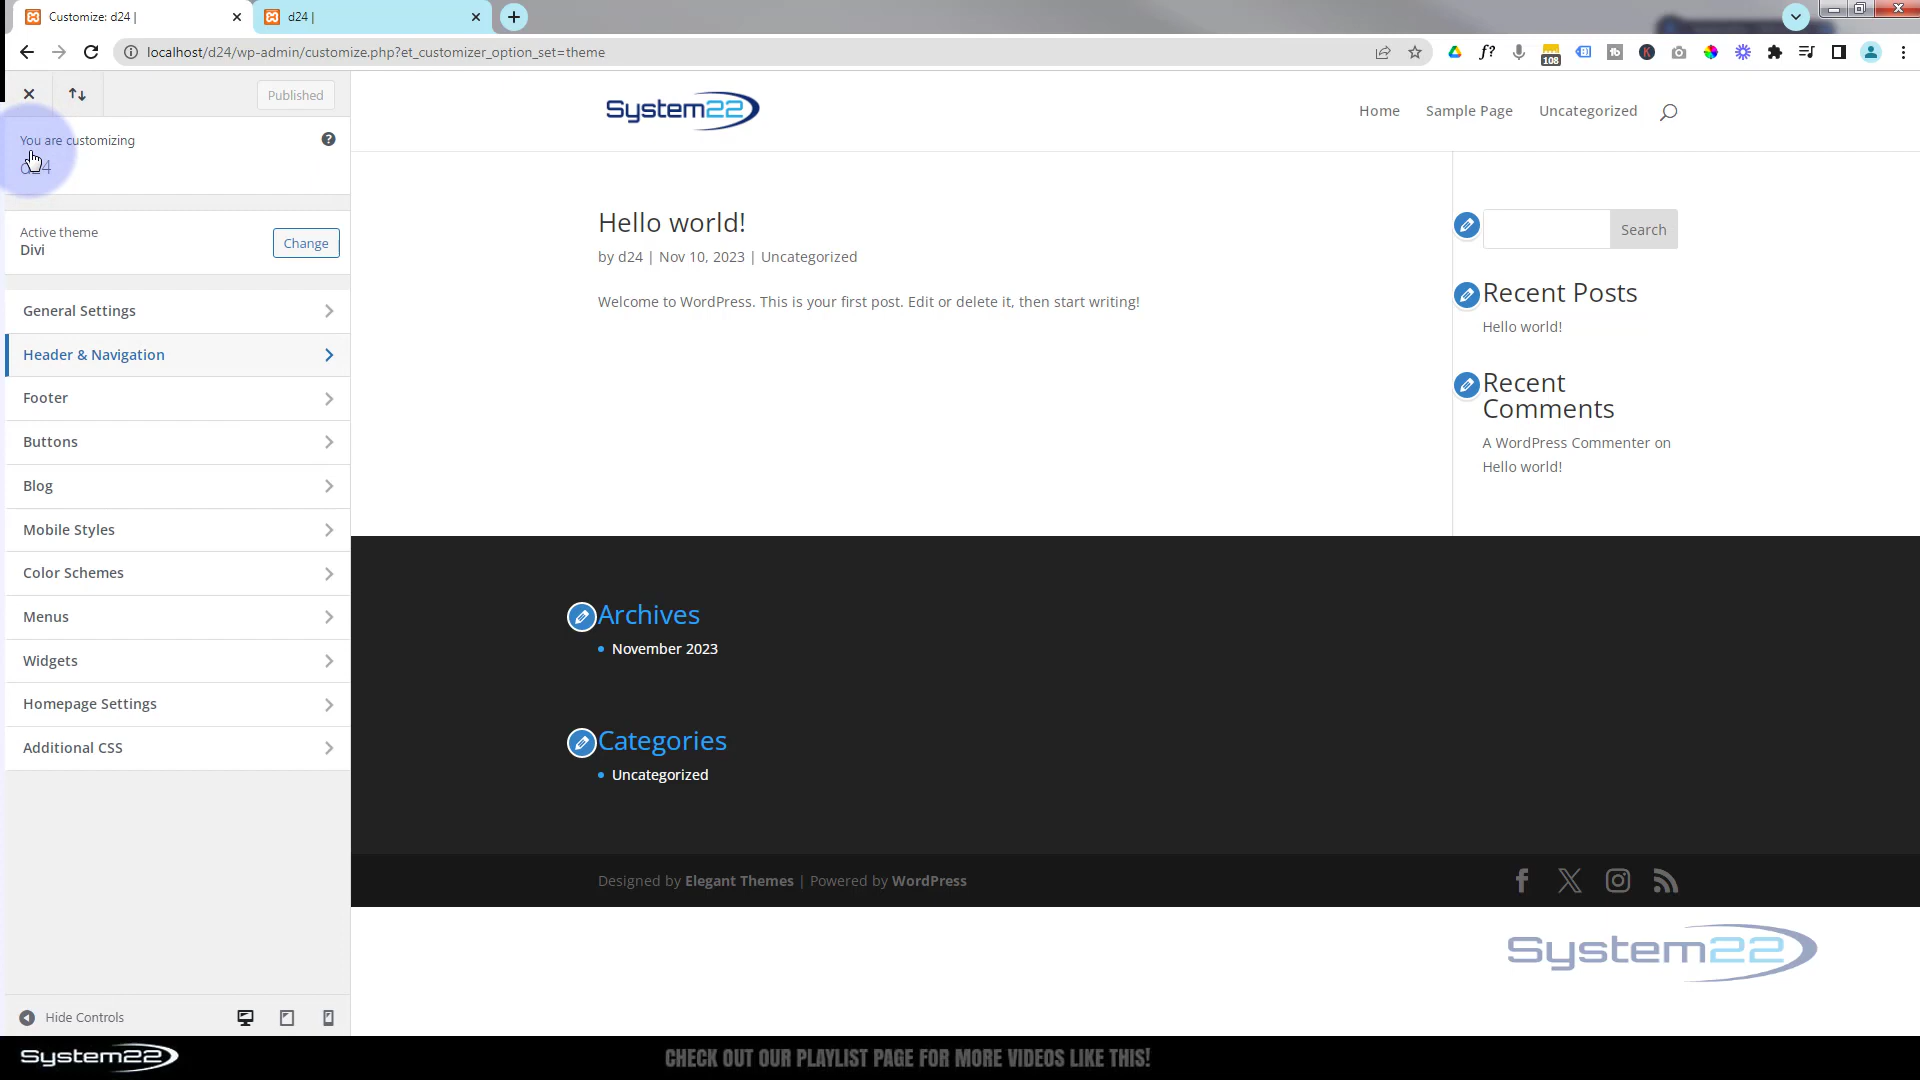 Customize: d24 |
d24 |
localhost/d24/wp-admin/customize.php?et_customizer_option_set=theme
108
Published
You are customizing
d24
Active theme
Divi
Change
General Settings
Header & Navigation
Footer
Buttons
Blog
Mobile Styles
Color Schemes
Menus
Widgets
Homepage Settings
Additional CSS
Hide Controls
System22
Home
Sample Page
Uncategorized
Hello world!
by d24 | Nov 10, 2023 | Uncategorized
Welcome to WordPress. This is your first post. Edit or delete it, then start writing!
Search
Recent Posts
Hello world!
Recent
Comments
A WordPress Commenter on
Hello world!
Archives
November 2023
Categories
Uncategorized
Designed by Elegant Themes | Powered by WordPress
System22
System22
CHECK OUT OUR PLAYLIST PAGE FOR MORE VIDEOS LIKE THIS!